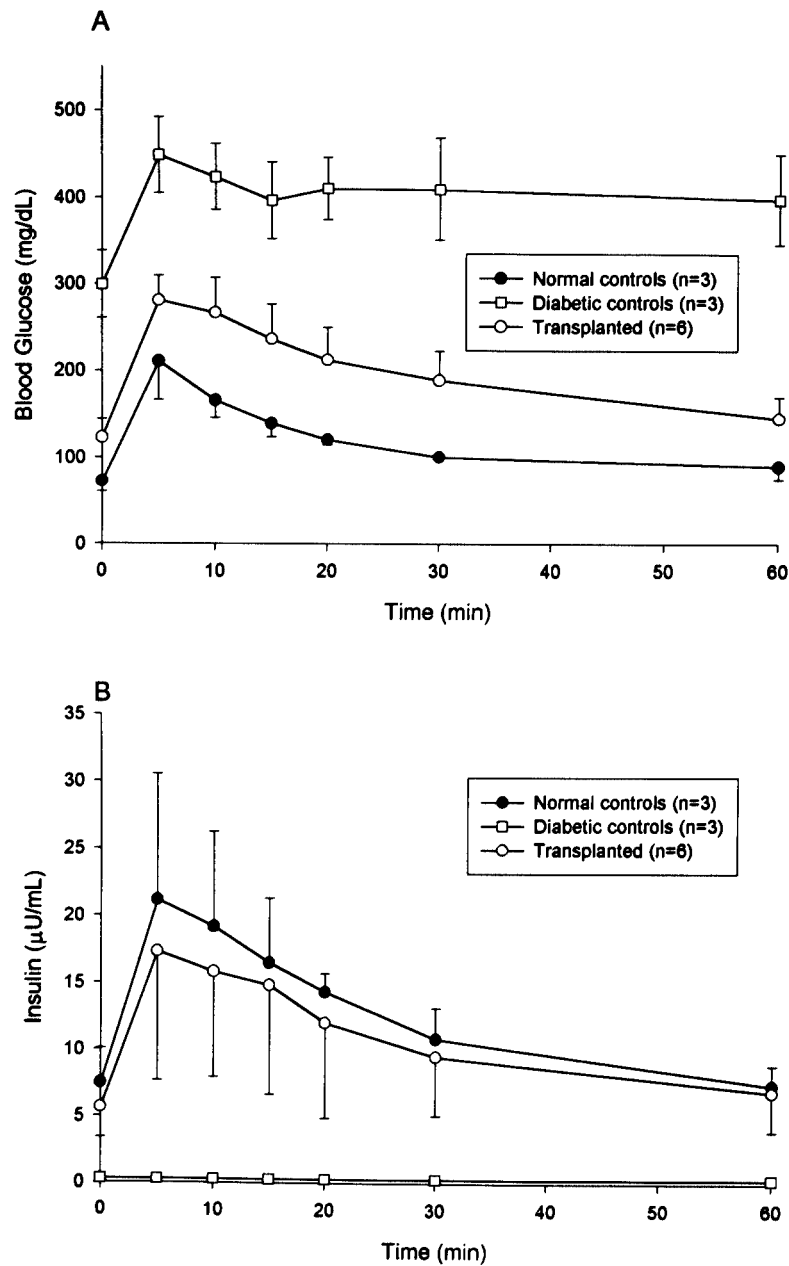 A
Blood Glucose (mg/dL)
500
400
300
200
100
0
Normal controls (n=3)
Diabetic controls (n=3)
Transplanted (n=6)
0 10 20 30 40 50 60
Time (min)
B
Insulin (μU/mL)
35
30
25
20
15
10
5
0
Normal controls (n=3)
Diabetic controls (n=3)
Transplanted (n=6)
0 10 20 30 40 50 60
Time (min)